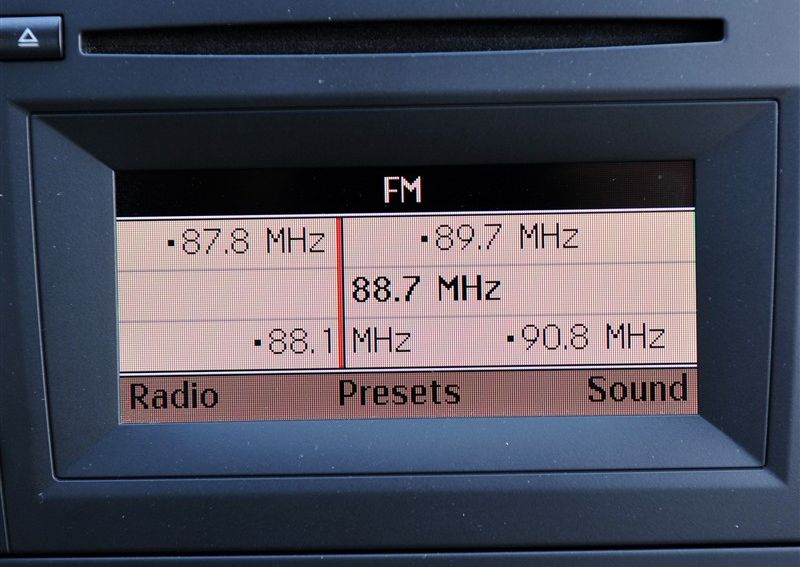 FM
▪87.8 MHz ▪89.7 MHz
88.7 MHz
▪88.1 MHz ▪90.8 MHz
Radio Presets Sound